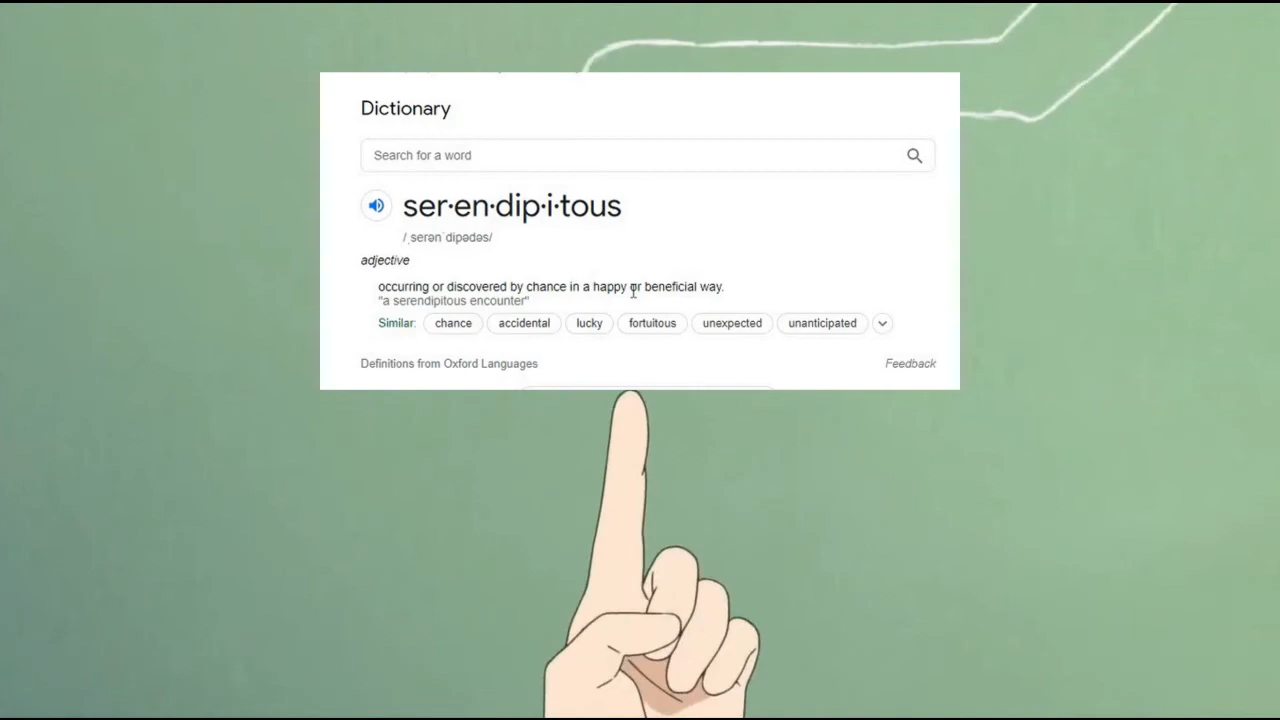 Dictionary
Search for a word
ser·en·dip·i·tous
/ˌserənˈdipədəs/
adjective
occurring or discovered by chance in a happy or beneficial way.
"a serendipitous encounter"
Similar: chance accidental lucky fortuitous unexpected unanticipated
Definitions from Oxford Languages Feedback